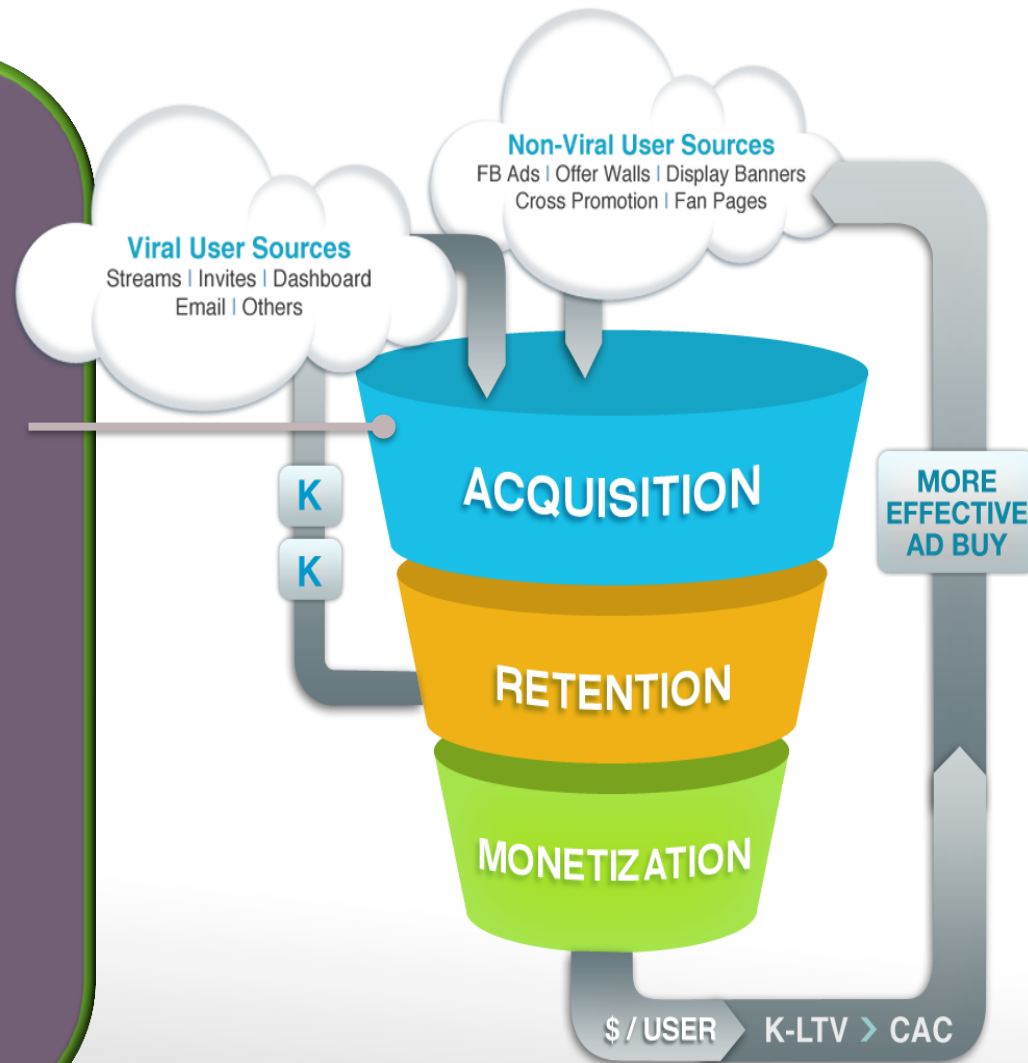 Non-Viral User Sources
FB Ads | Offer Walls | Display Banners
Cross Promotion | Fan Pages
Viral User Sources
Streams | Invites | Dashboard
Email | Others
ACQUISITION
K
K
MORE
EFFECTIVE
AD BUY
RETENTION
MONETIZATION
$ / USER K-LTV > CAC